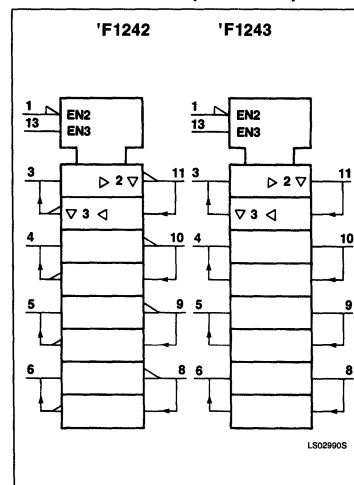 'F1242 'F1243
1 EN2 1 EN2
13 EN3 13 EN3
3 ▷ 2 ▽ 11 3 ▷ 2 ▽ 11
▽ 3 ◁ ▽ 3 ◁
4 10 4 10
5 9 5 9
6 8 6 8
LS02990S